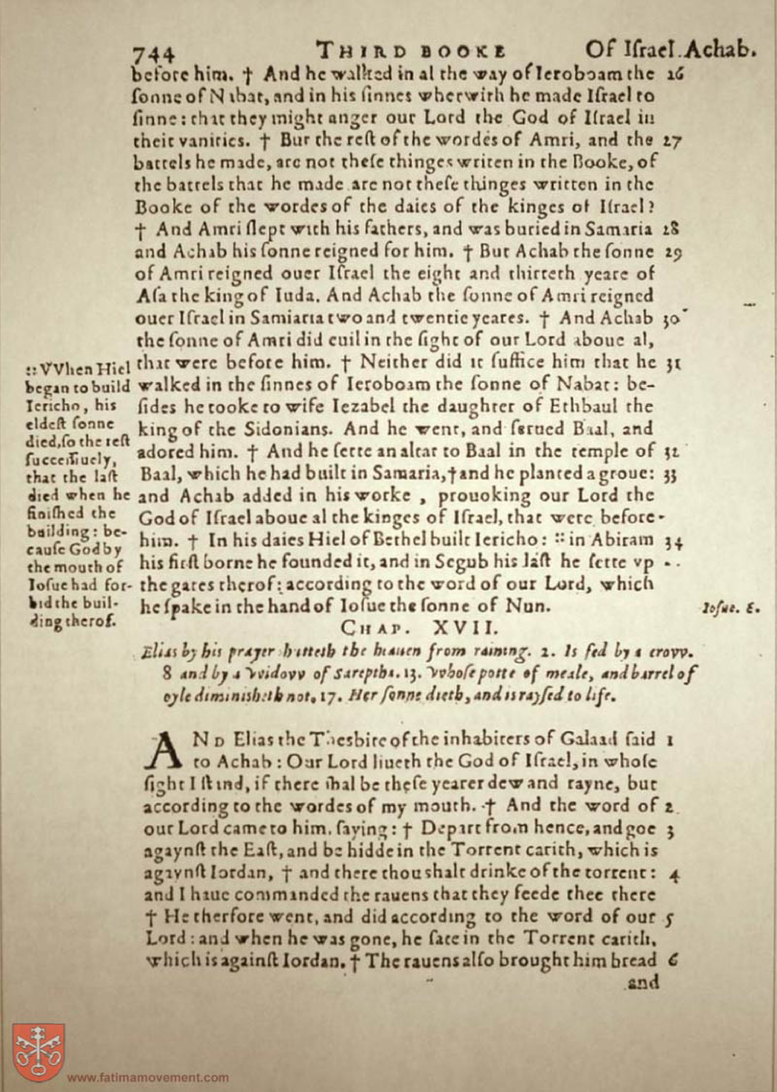 744 THIRD BOOKE Of Iſrael. Achab.
before him. † And he walked in al the way of Ieroboam the 26
ſonne of Nabat, and in his ſinnes wherwith he made Iſrael to
ſinne: that they might anger our Lord the God of Iſrael in
their vanities. † But the reſt of the wordes of Amri, and the 27
battels he made, are not theſe thinges writen in the Booke, of
the battels that he made are not theſe thinges written in the
Booke of the wordes of the daies of the kinges of Iſrael?
† And Amri ſlept with his fathers, and was buried in Samaria 28
and Achab his ſonne reigned for him. † But Achab the ſonne 29
of Amri reigned ouer Iſrael the eight and thirteth yeare of
Aſa the king of Iuda. And Achab the ſonne of Amri reigned
ouer Iſrael in Samiaria two and twentie yeares. † And Achab 30
the ſonne of Amri did euil in the ſight of our Lord aboue al,
that were before him. † Neither did it ſuffice him that he 31
walked in the ſinnes of Ieroboam the ſonne of Nabat: be-
ſides he tooke to wife Iezabel the daughter of Ethbaul the
king of the Sidonians. And he went, and ſerued Baal, and
adored him. † And he ſette an altar to Baal in the temple of 32
Baal, which he had built in Samaria, † and he planted a groue: 33
and Achab added in his worke, prouoking our Lord the
God of Iſrael aboue al the kinges of Iſrael, that were before
him. † In his daies Hiel of Bethel built Iericho: :: in Abiram 34
his firſt borne he founded it, and in Segub his laſt he ſette vp
the gates therof: according to the word of our Lord, which
he ſpake in the hand of Ioſue the ſonne of Nun.
:: VVhen Hiel
began to build
Iericho, his
eldeſt ſonne
died, ſo the reſt
ſucceſſiuely,
that the laſt
died when he
finiſhed the
building: be-
cauſe God by
the mouth of
Ioſue had for-
bid the buil-
ding therof.
Ioſue. 6.
CHAP. XVII.
Elias by his prayer ſhutteth the heauen from raining. 2. Is fed by a crovv.
8 and by a vvidovv of Sareptha. 13. vvhoſe potte of meale, and barrel of
oyle diminisheth not, 17. Her ſonne dieth, and is rayſed to life.
AND Elias the Thesbite of the inhabiters of Galaad ſaid 1
to Achab: Our Lord liueth the God of Iſrael, in whoſe
ſight I ſtand, if there ſhal be theſe yearer dew and rayne, but
according to the wordes of my mouth. † And the word of 2
our Lord came to him, ſaying: † Depart from hence, and goe 3
agaynſt the Eaſt, and be hidde in the Torrent carith, which is
agaynſt Iordan, † and there thou shalt drinke of the torrent: 4
and I haue commanded the rauens that they feede thee there
† He therfore went, and did according to the word of our 5
Lord: and when he was gone, he ſate in the Torrent carith,
which is againſt Iordan. † The rauens alſo brought him bread 6
and
www.fatimamovement.com